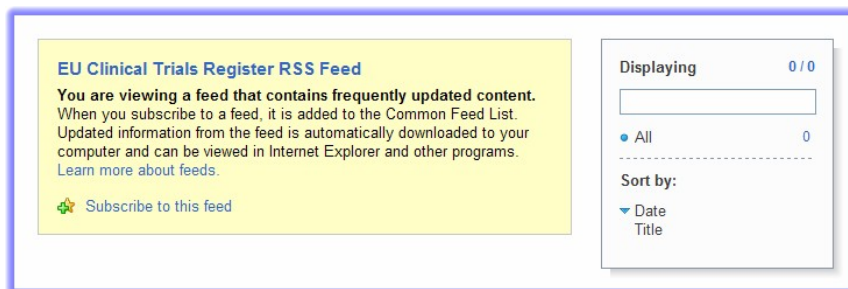 EU Clinical Trials Register RSS Feed
You are viewing a feed that contains frequently updated content.
When you subscribe to a feed, it is added to the Common Feed List.
Updated information from the feed is automatically downloaded to your
computer and can be viewed in Internet Explorer and other programs.
Learn more about feeds.
Subscribe to this feed
Displaying 0 / 0
All 0
Sort by:
Date
Title